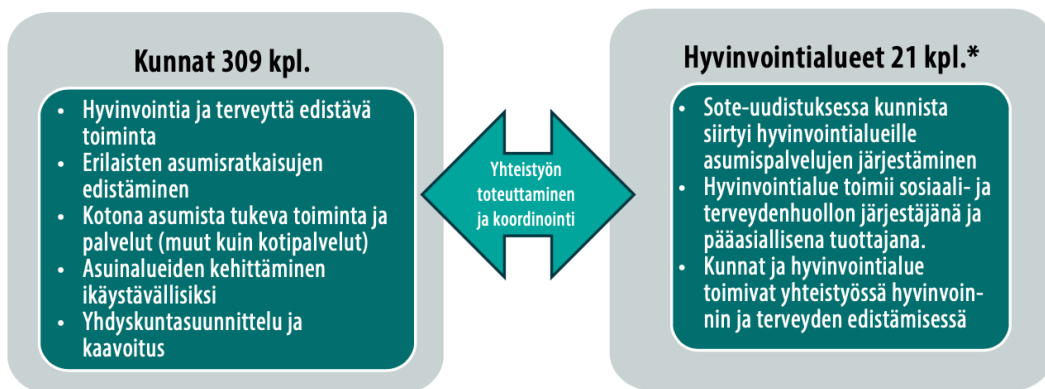 Kunnat 309 kpl.
• Hyvinvointia ja terveyttä edistävä
toiminta
• Erilaisten asumisratkaisujen
edistäminen
• Kotona asumista tukeva toiminta ja
palvelut (muut kuin kotipalvelut)
• Asuinalueiden kehittäminen
ikäystävällisiksi
• Yhdyskuntasuunnittelu ja
kaavoitus
Yhteistyön
toteuttaminen
ja koordinointi
Hyvinvointialueet 21 kpl.*
• Sote-uudistuksessa kunnista
siirtyi hyvinvointialueille
asumispalvelujen järjestäminen
• Hyvinvointialue toimii sosiaali- ja
terveydenhuollon järjestäjänä ja
pääasiallisena tuottajana.
• Kunnat ja hyvinvointialue
toimivat yhteistyössä hyvinvoin-
nin ja terveyden edistämisessä